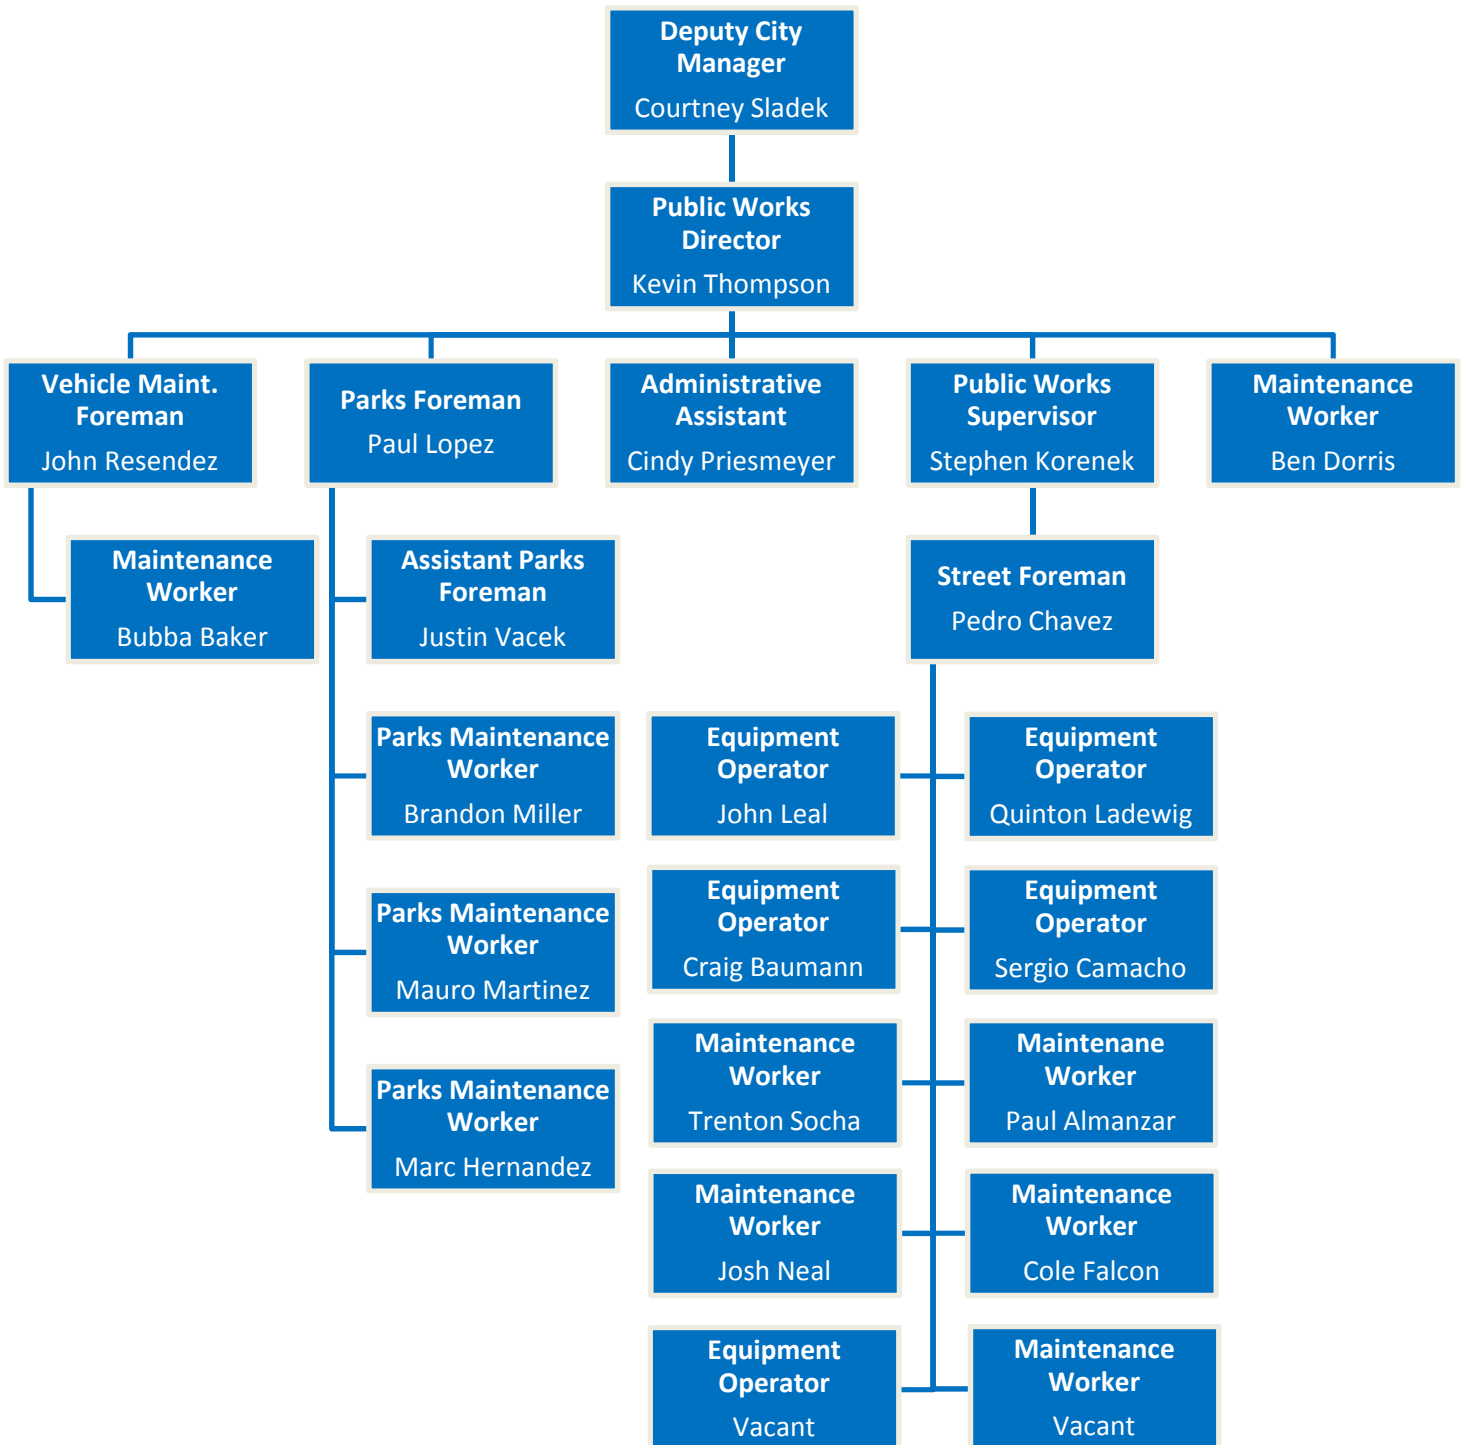 Deputy City
Manager
Courtney Sladek
Public Works
Director
Kevin Thompson
Vehicle Maint.
Foreman
John Resendez
Parks Foreman
Paul Lopez
Administrative
Assistant
Cindy Priesmeyer
Public Works
Supervisor
Stephen Korenek
Maintenance
Worker
Ben Dorris
Maintenance
Worker
Bubba Baker
Assistant Parks
Foreman
Justin Vacek
Street Foreman
Pedro Chavez
Parks Maintenance
Worker
Brandon Miller
Equipment
Operator
John Leal
Equipment
Operator
Quinton Ladewig
Parks Maintenance
Worker
Mauro Martinez
Equipment
Operator
Craig Baumann
Equipment
Operator
Sergio Camacho
Parks Maintenance
Worker
Marc Hernandez
Maintenance
Worker
Trenton Socha
Maintenane
Worker
Paul Almanzar
Maintenance
Worker
Josh Neal
Maintenance
Worker
Cole Falcon
Equipment
Operator
Vacant
Maintenance
Worker
Vacant